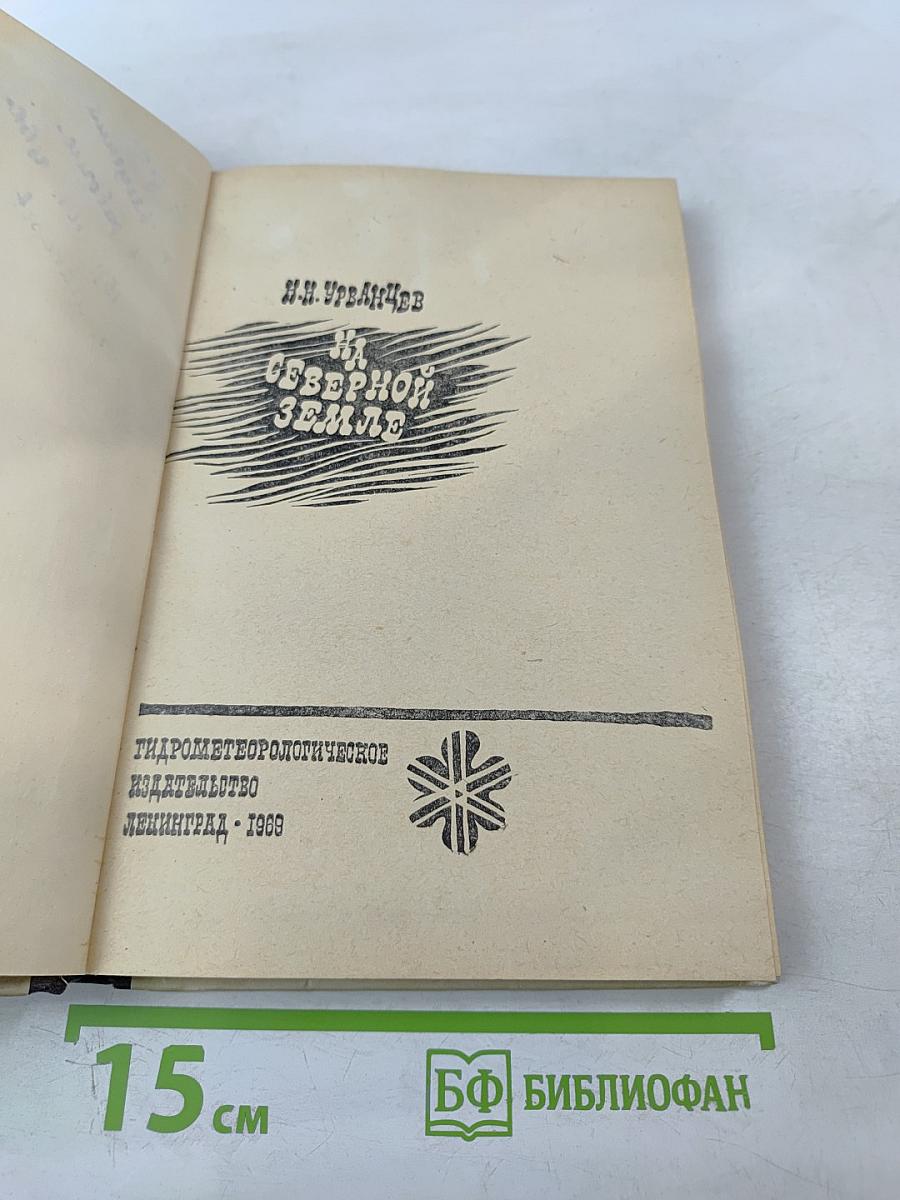 Н.Н. УРВАНЦЕВ
НА
СЕВЕРНОЙ
ЗЕМЛЕ
ГИДРОМЕТЕОРОЛОГИЧЕСКОЕ
ИЗДАТЕЛЬСТВО
ЛЕНИНГРАД · 1969
15 см
БФ БИБЛИОФАН